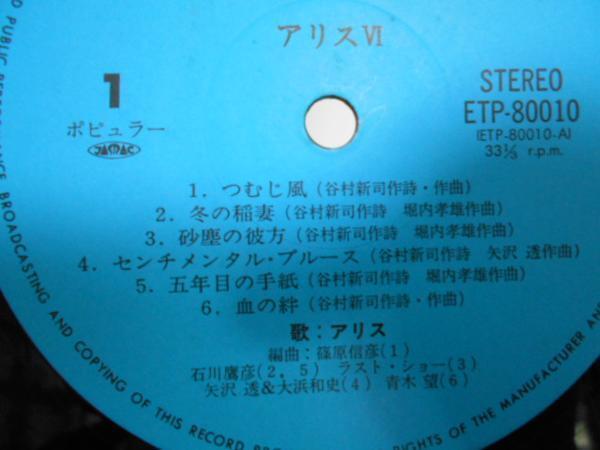 アリスVI
1
ポピュラー
JASRAC
STEREO
ETP-80010
(ETP-80010-A)
33⅓ r.p.m.
1. つむじ風(谷村新司作詩・作曲)
2. 冬の稲妻(谷村新司作詩 堀内孝雄作曲)
3. 砂塵の彼方(谷村新司作詩 堀内孝雄作曲)
4. センチメンタル・ブルース(谷村新司作詩 矢沢 透作曲)
5. 五年目の手紙(谷村新司作詩 堀内孝雄作曲)
6. 血の絆(谷村新司作詩・作曲)
歌:アリス
編曲:篠原信彦(1)
石川鷹彦(2,5) ラスト・ショー(3)
矢沢 透&大浜和史(4) 青木 望(6)
PUBLIC PERFORMANCE BROADCASTING AND COPYING OF THIS RECORD
RIGHTS OF THE MANUFACTURER AND